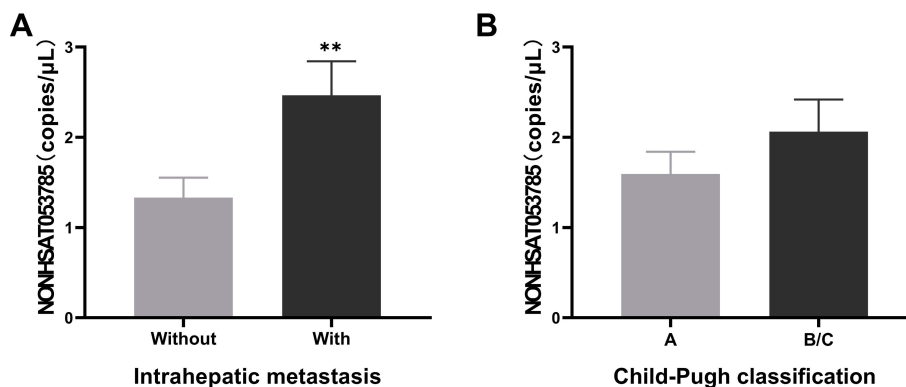 A
NONHSAT053785(copies/μL)
3
2
1
0
**
Without
With
Intrahepatic metastasis
B
NONHSAT053785(copies/μL)
3
2
1
0
A
B/C
Child-Pugh classification